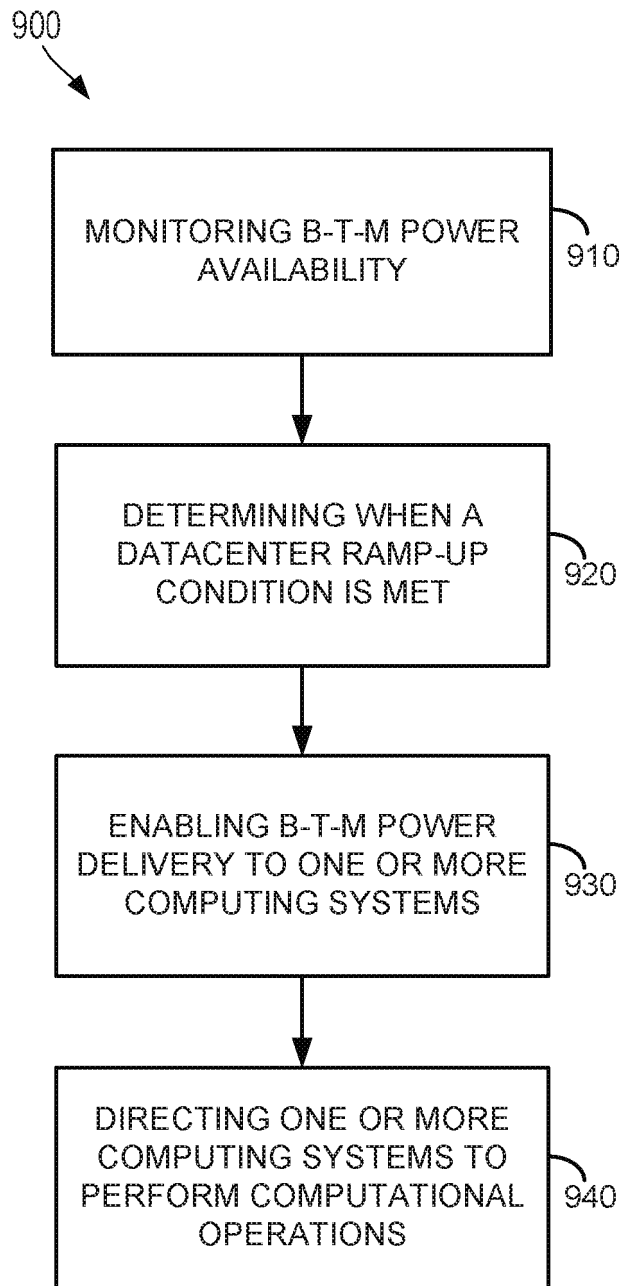 900
MONITORING B-T-M POWER
AVAILABILITY
910
DETERMINING WHEN A
DATACENTER RAMP-UP
CONDITION IS MET
920
ENABLING B-T-M POWER
DELIVERY TO ONE OR MORE
COMPUTING SYSTEMS
930
DIRECTING ONE OR MORE
COMPUTING SYSTEMS TO
PERFORM COMPUTATIONAL
OPERATIONS
940